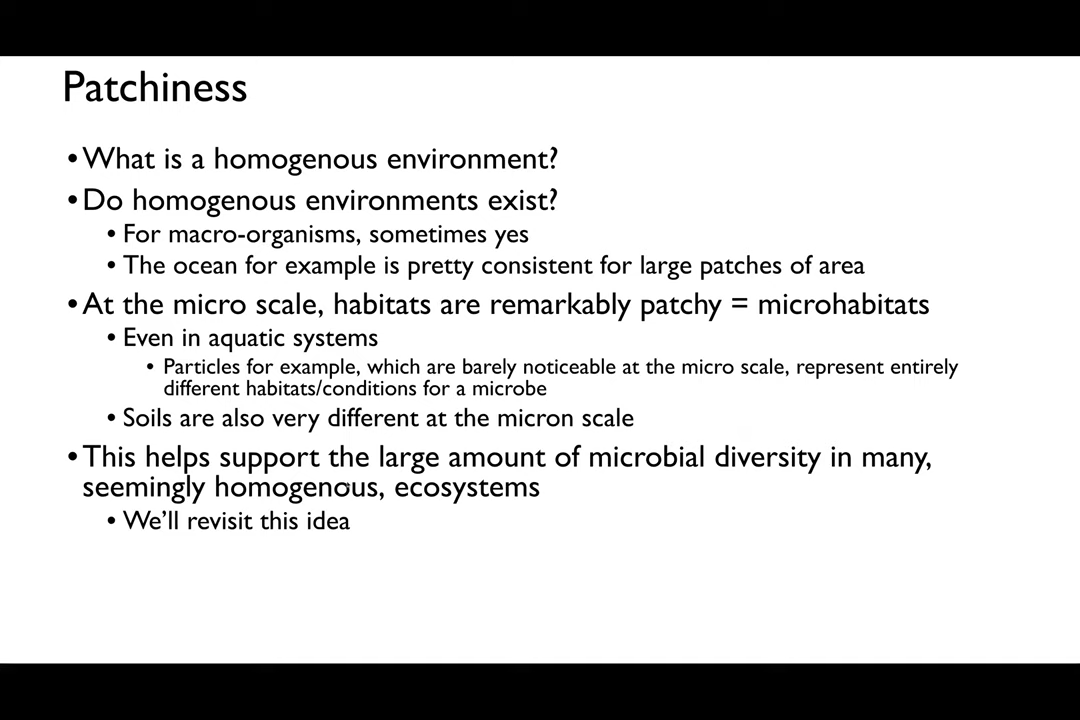 Patchiness
•What is a homogenous environment?
•Do homogenous environments exist?
• For macro-organisms, sometimes yes
• The ocean for example is pretty consistent for large patches of area
•At the micro scale, habitats are remarkably patchy = microhabitats
• Even in aquatic systems
• Particles for example, which are barely noticeable at the micro scale, represent entirely
different habitats/conditions for a microbe
• Soils are also very different at the micron scale
•This helps support the large amount of microbial diversity in many,
seemingly homogenous, ecosystems
• We’ll revisit this idea